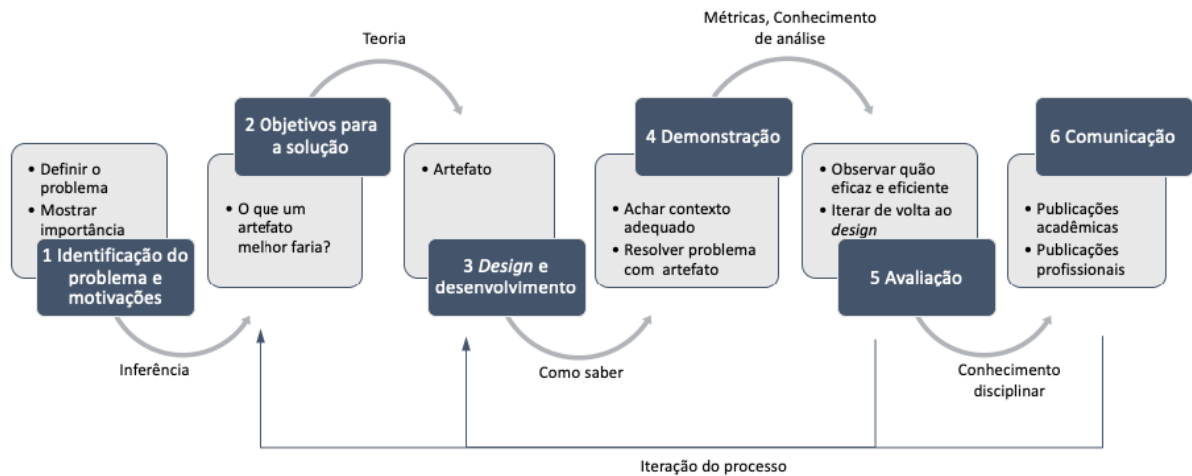 Teoria
Métricas, Conhecimento
de análise
• Definir o
problema
• Mostrar
importância
1 Identificação do
problema e
motivações
2 Objetivos para
a solução
• O que um
artefato
melhor faria?
• Artefato
3 Design e
desenvolvimento
4 Demonstração
• Achar contexto
adequado
• Resolver problema
com artefato
• Observar quão
eficaz e eficiente
• Iterar de volta ao
design
5 Avaliação
6 Comunicação
• Publicações
acadêmicas
• Publicações
profissionais
Inferência
Como saber
Conhecimento
disciplinar
Iteração do processo